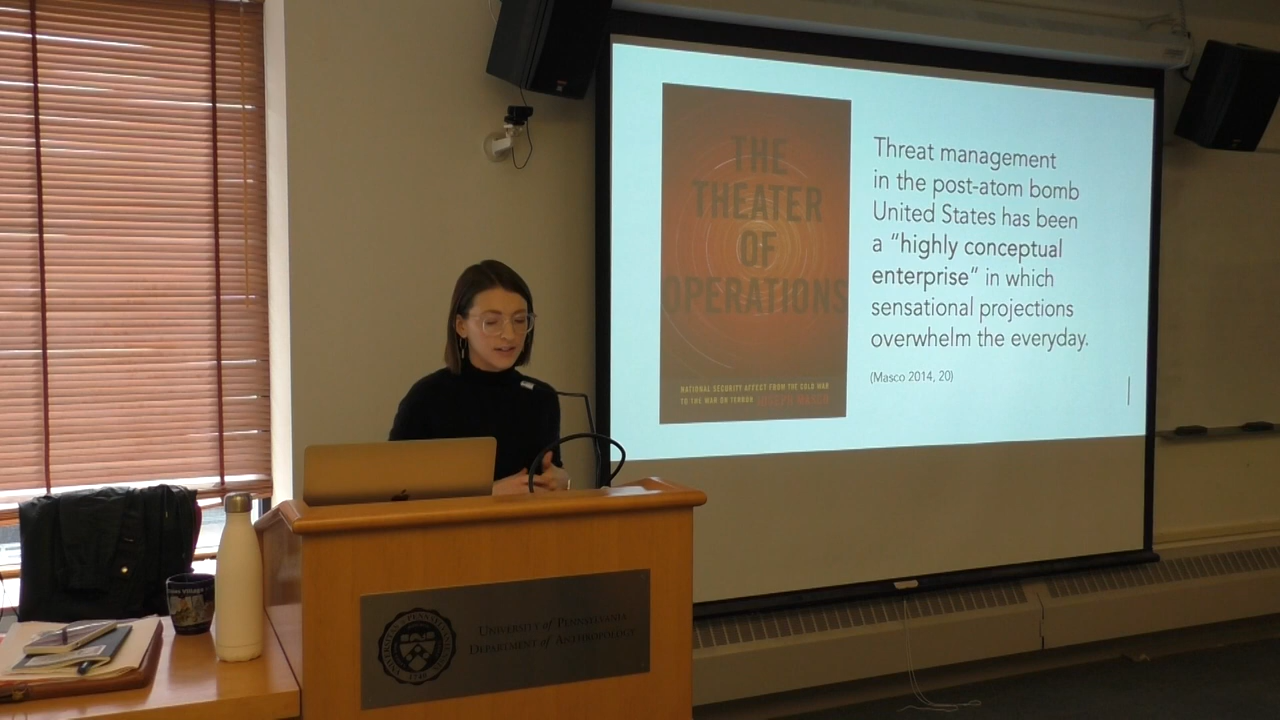 THE
THEATER
OF
OPERATIONS
NATIONAL SECURITY AFFECT FROM THE COLD WAR
TO THE WAR ON TERROR JOSEPH MASCO
Threat management
in the post-atom bomb
United States has been
a “highly conceptual
enterprise” in which
sensational projections
overwhelm the everyday.
(Masco 2014, 20)
University of Pennsylvania
Department of Anthropology
1740